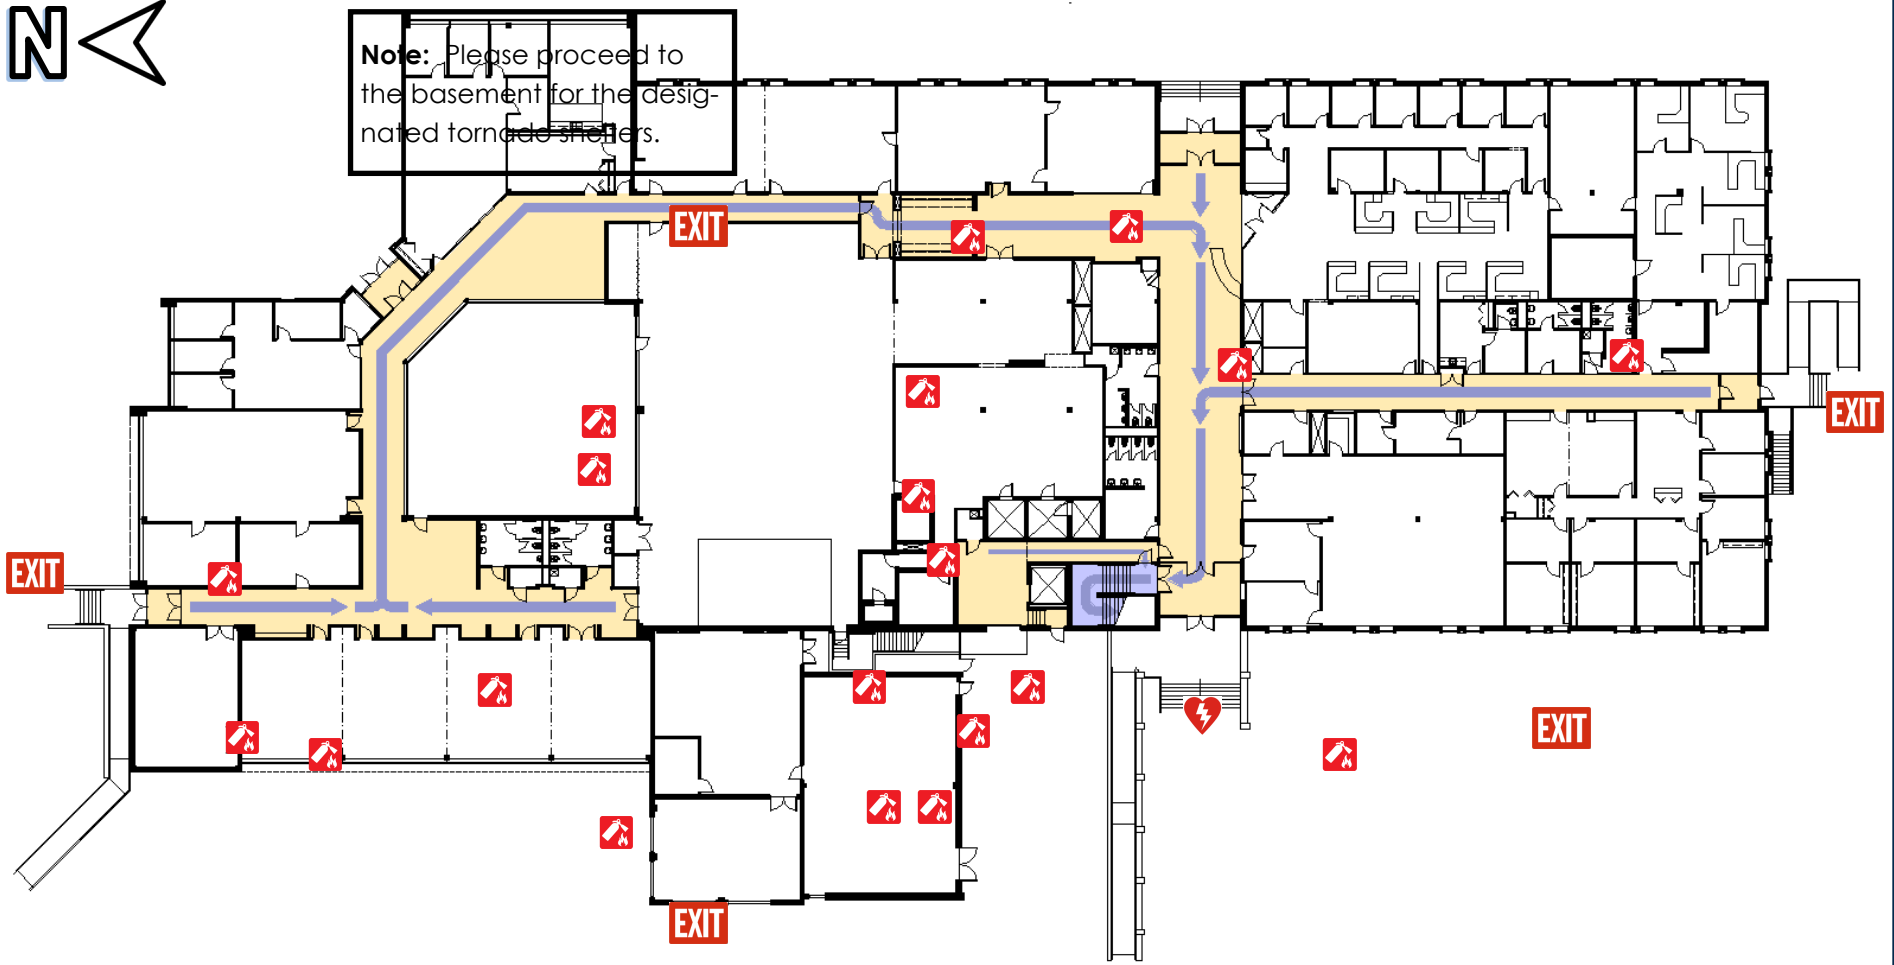 N
Note: Please proceed to
the basement for the desig-
nated tornado shelters.
EXIT
EXIT
EXIT
EXIT
EXIT